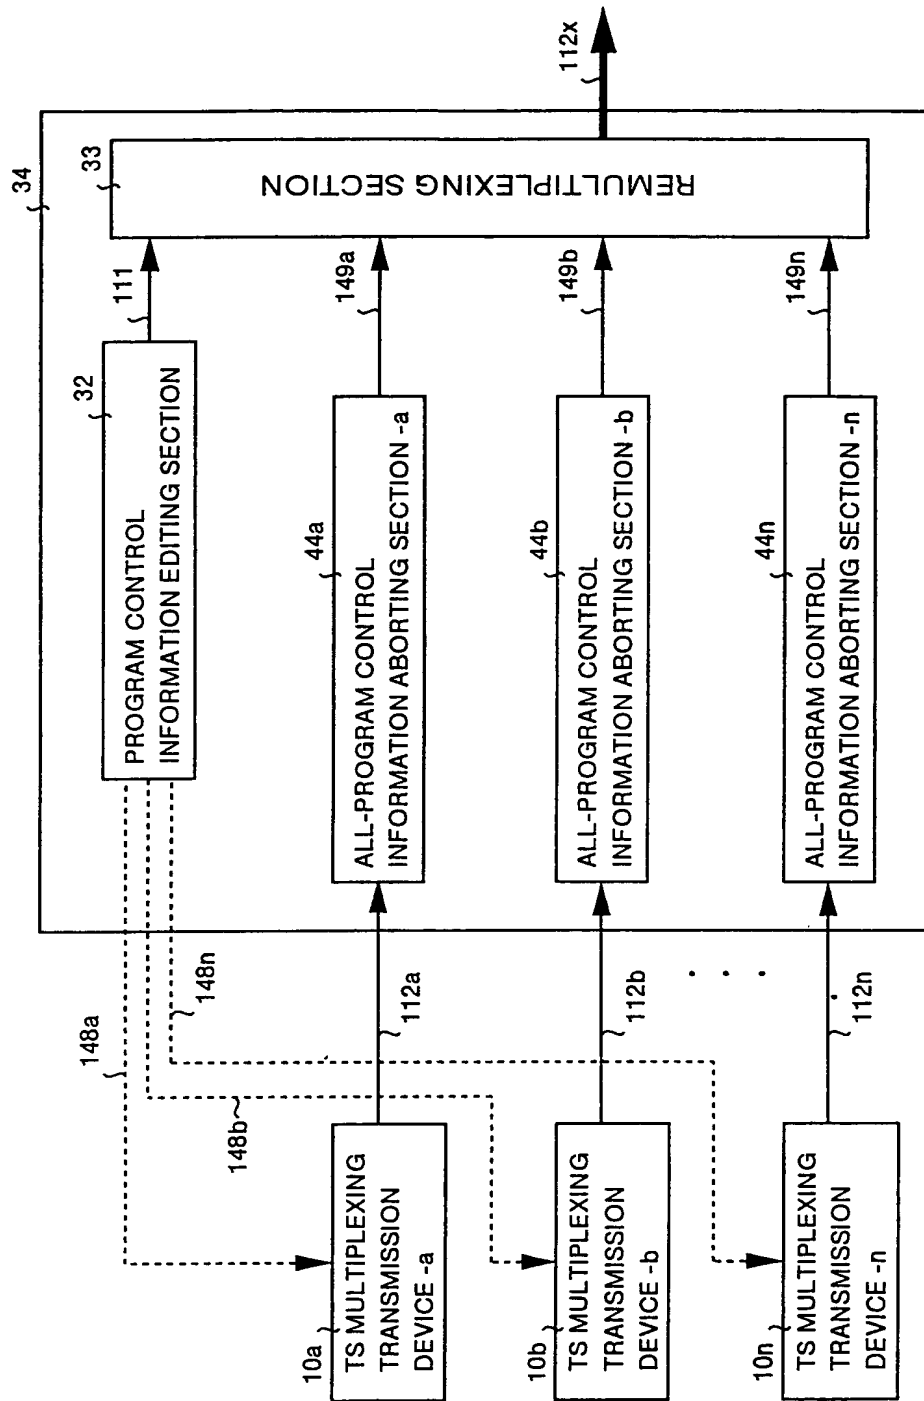 34
33
REMULTIPLEXING SECTION
112x
32
PROGRAM CONTROL
INFORMATION EDITING SECTION
111
148a
148b
148n
10a
TS MULTIPLEXING
TRANSMISSION
DEVICE -a
112a
44a
ALL-PROGRAM CONTROL
INFORMATION ABORTING SECTION -a
149a
10b
TS MULTIPLEXING
TRANSMISSION
DEVICE -b
112b
44b
ALL-PROGRAM CONTROL
INFORMATION ABORTING SECTION -b
149b
10n
TS MULTIPLEXING
TRANSMISSION
DEVICE -n
112n
44n
ALL-PROGRAM CONTROL
INFORMATION ABORTING SECTION -n
149n